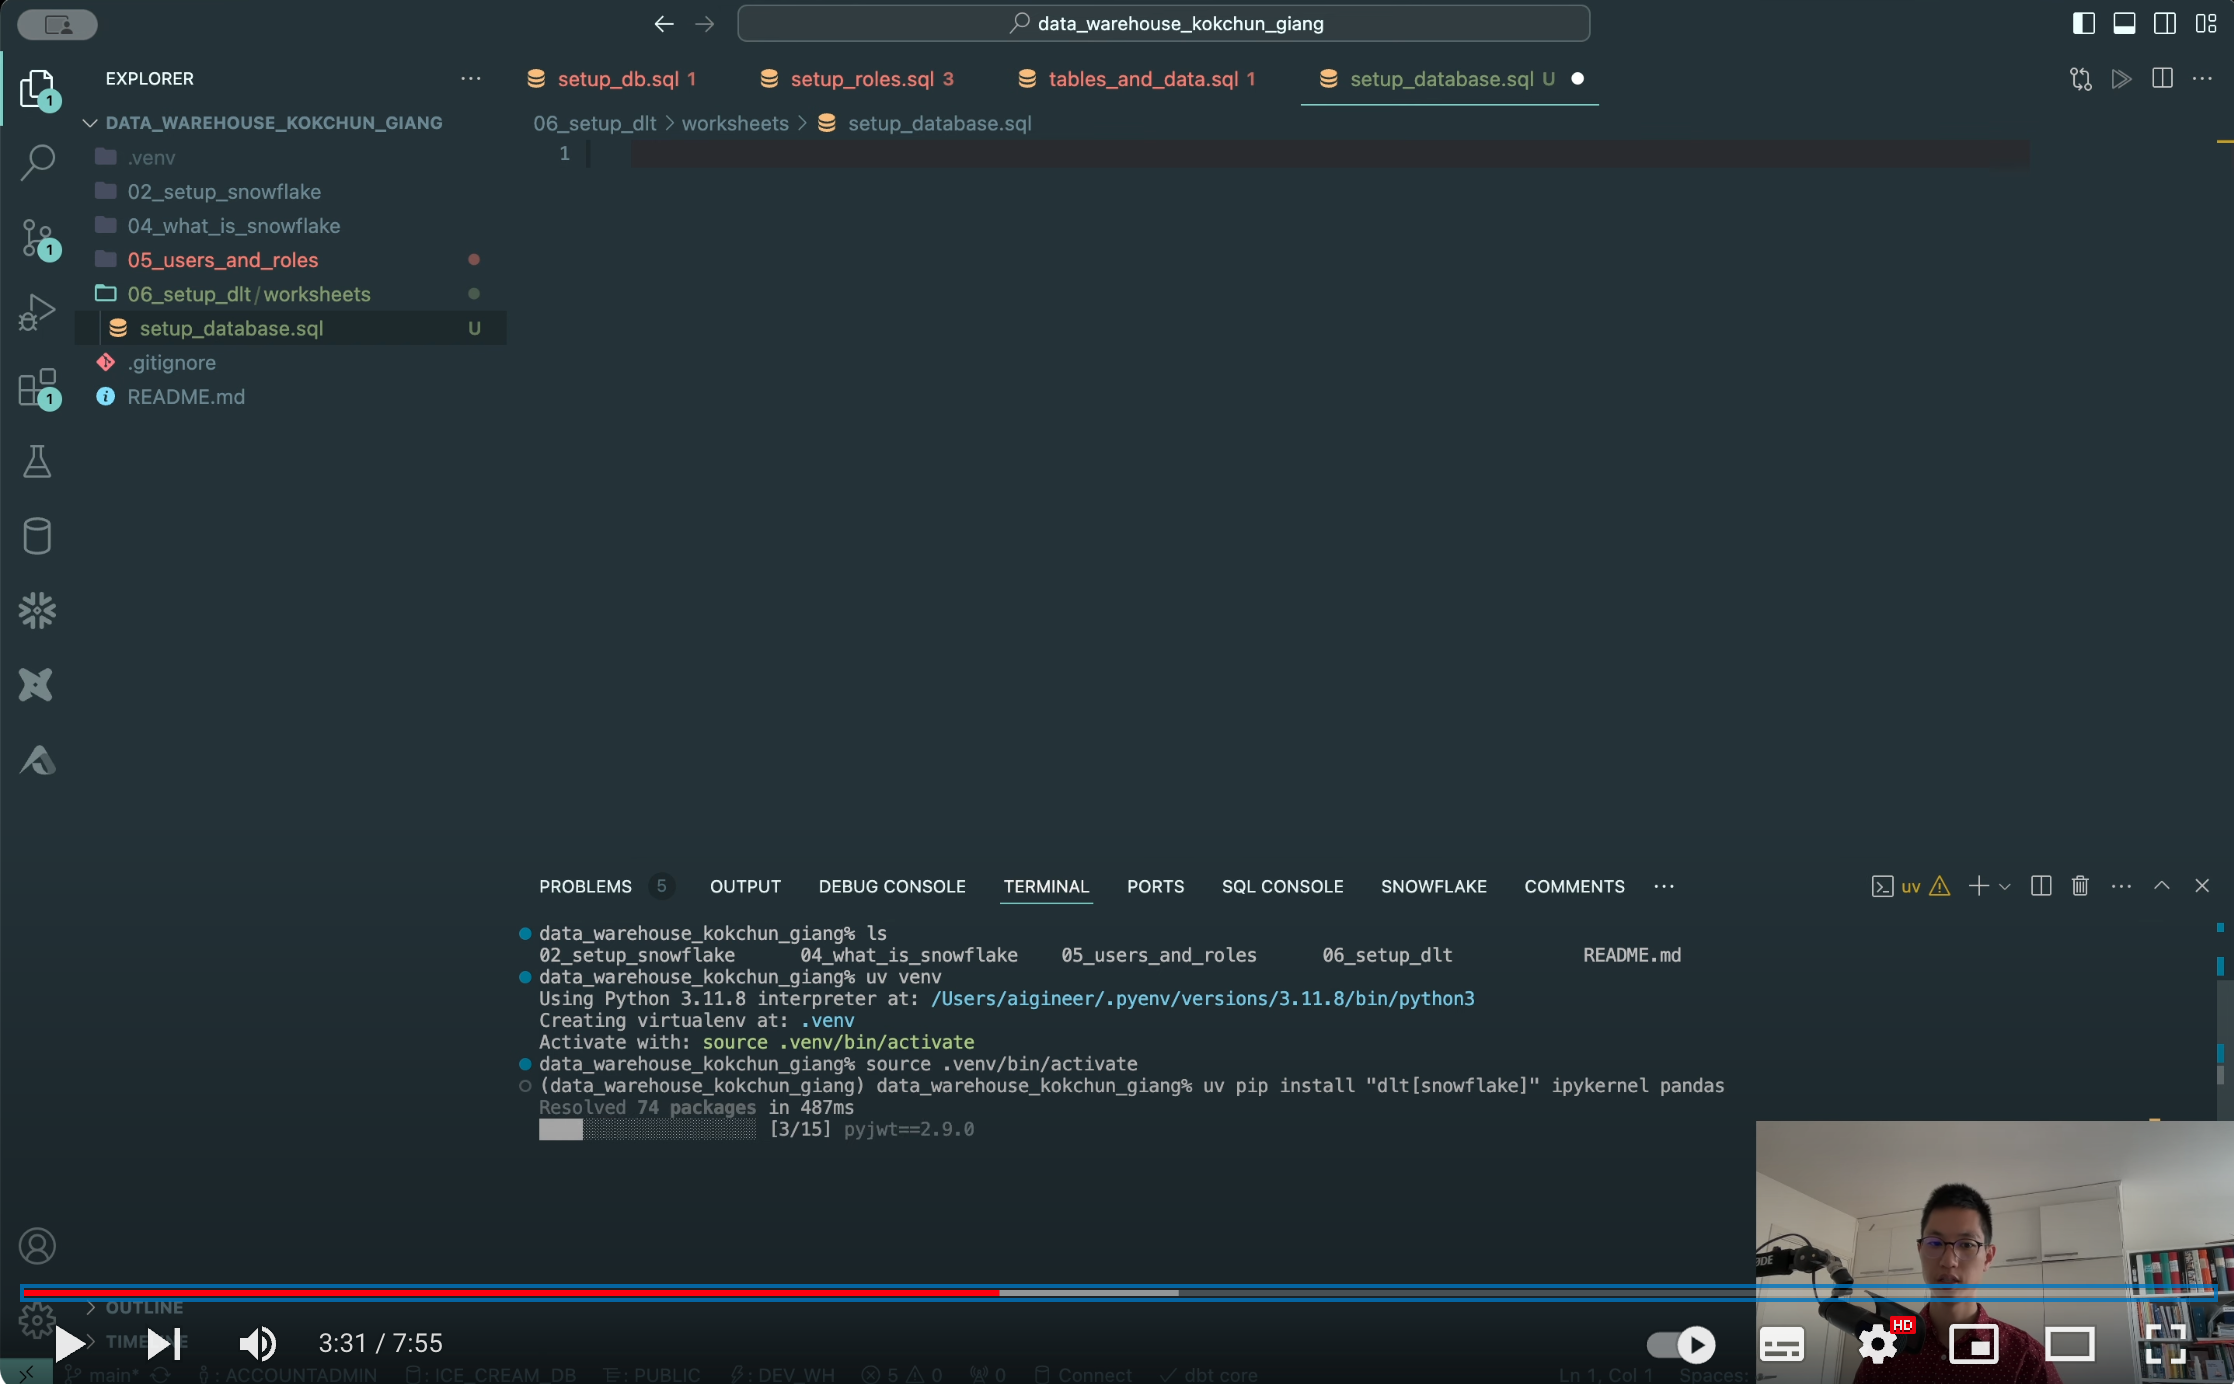 data_warehouse_kokchun_giang
EXPLORER
setup_db.sql 1
setup_roles.sql 3
tables_and_data.sql 1
setup_database.sql U
1
DATA_WAREHOUSE_KOKCHUN_GIANG
06_setup_dlt > worksheets > setup_database.sql
.venv
1
02_setup_snowflake
04_what_is_snowflake
1
05_users_and_roles
06_setup_dlt/worksheets
setup_database.sql U
.gitignore
1
README.md
PROBLEMS 5 OUTPUT DEBUG CONSOLE TERMINAL PORTS SQL CONSOLE SNOWFLAKE COMMENTS
uv
data_warehouse_kokchun_giang% ls
02_setup_snowflake 04_what_is_snowflake 05_users_and_roles 06_setup_dlt README.md
data_warehouse_kokchun_giang% uv venv
Using Python 3.11.8 interpreter at: /Users/aigineer/.pyenv/versions/3.11.8/bin/python3
Creating virtualenv at: .venv
Activate with: source .venv/bin/activate
data_warehouse_kokchun_giang% source .venv/bin/activate
(data_warehouse_kokchun_giang) data_warehouse_kokchun_giang% uv pip install "dlt[snowflake]" ipykernel pandas
Resolved 74 packages in 487ms
[3/15] pyjwt==2.9.0
OUTLINE
3:31 / 7:55
HD
main* : ACCOUNTADMIN : ICE_CREAM_DB : PUBLIC : DEV_WH 5 0 0 Connect dbt core Ln 1, Col 1 Spaces: